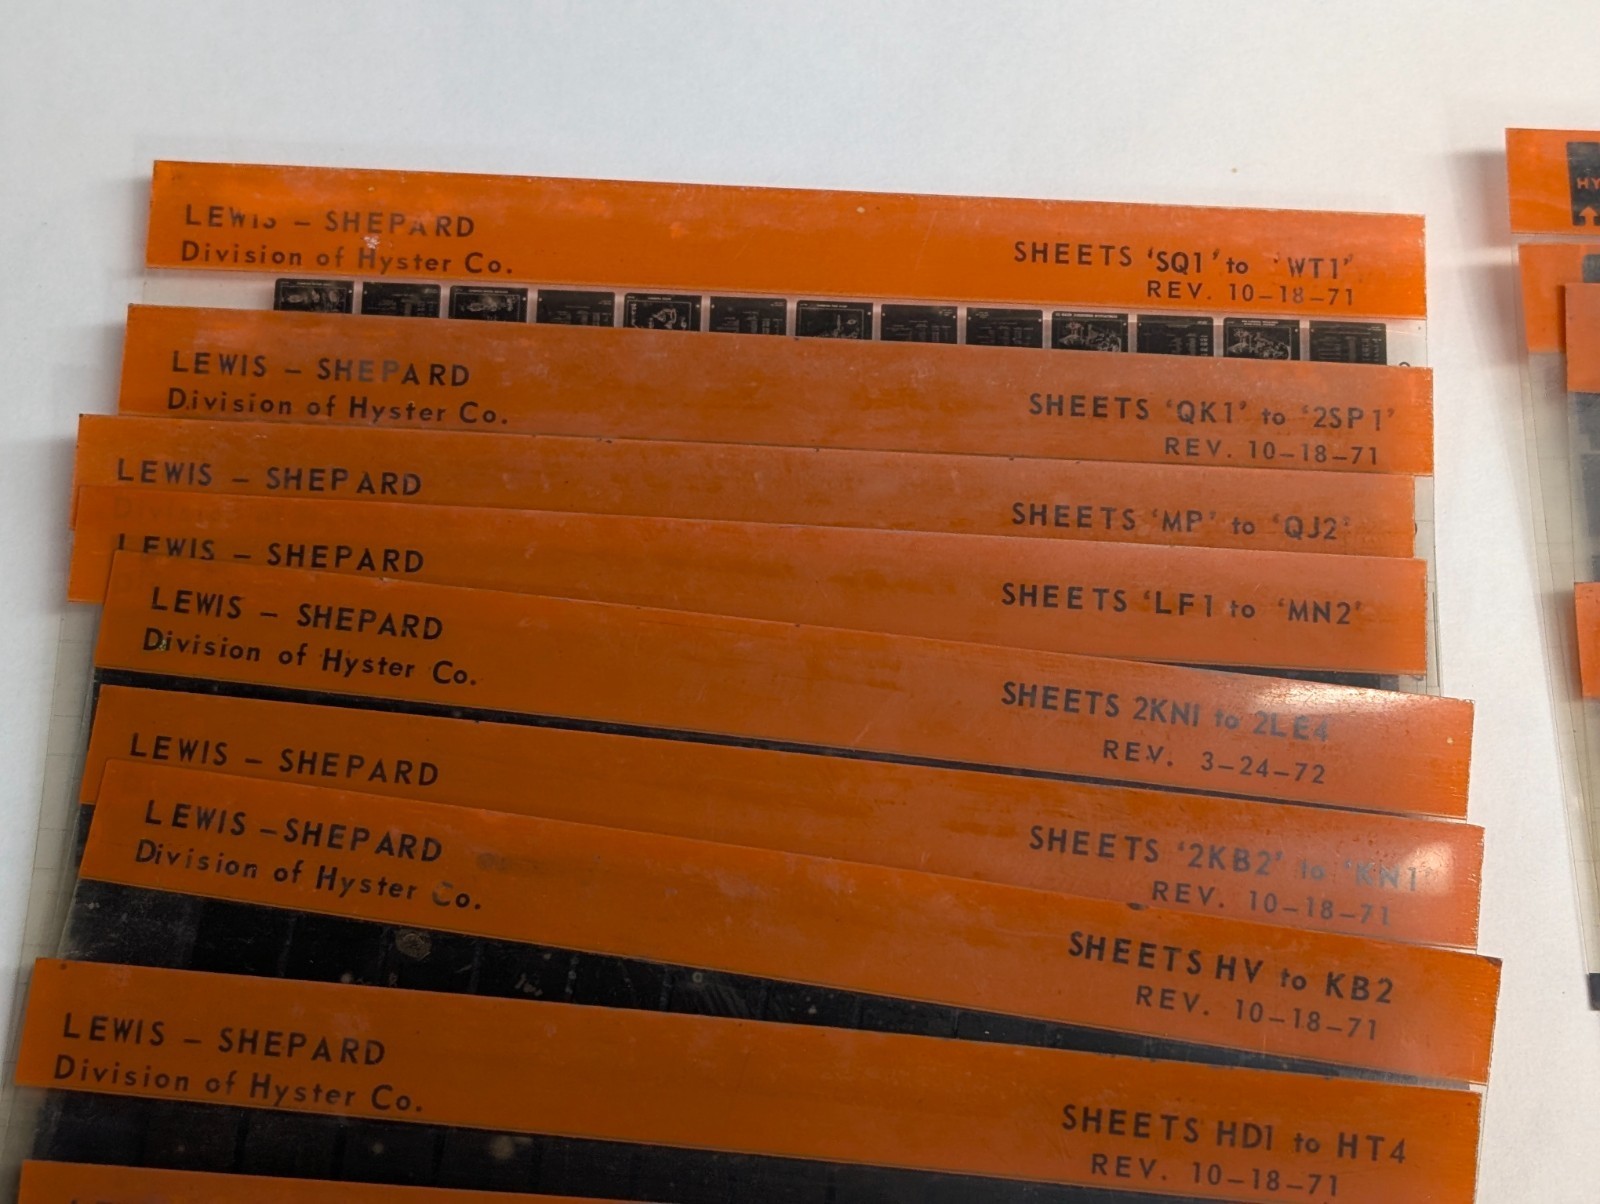 LEWIS – SHEPARD
Division of Hyster Co.
SHEETS 'SQ1' to 'WT1'
REV. 10–18–71
LEWIS – SHEPARD
Division of Hyster Co.
SHEETS 'QK1' to '2SP1'
REV. 10–18–71
LEWIS – SHEPARD
Division
SHEETS 'MP' to 'QJ2'
LEWIS – SHEPARD
SHEETS 'LF1 to 'MN2'
LEWIS – SHEPARD
Division of Hyster Co.
SHEETS 2KN1 to 2LE4
REV. 3–24–72
LEWIS – SHEPARD
SHEETS '2KB2' to 'KN1'
REV. 10–18–71
LEWIS – SHEPARD
Division of Hyster Co.
SHEETS HV to KB2
REV. 10–18–71
LEWIS – SHEPARD
Division of Hyster Co.
SHEETS HD1 to HT4
REV. 10–18–71
HY